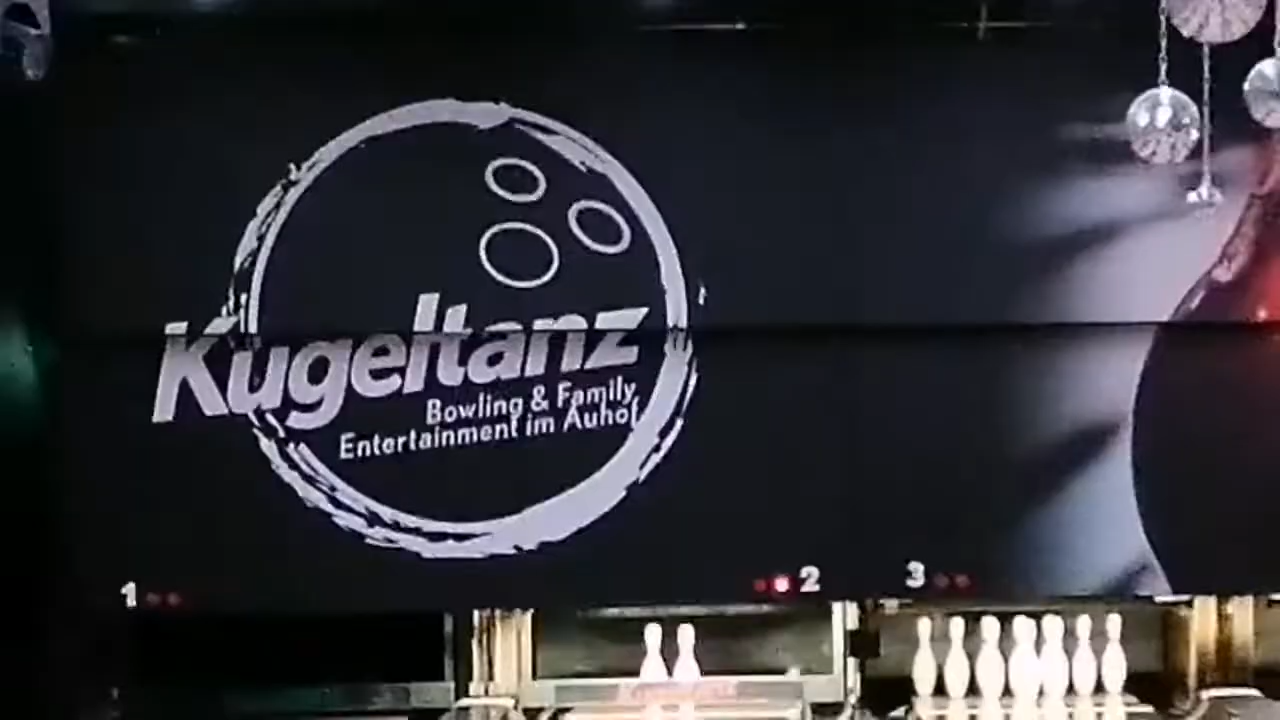 Kugeltanz
Bowling & Family
Entertainment im Auhof
1
2
3